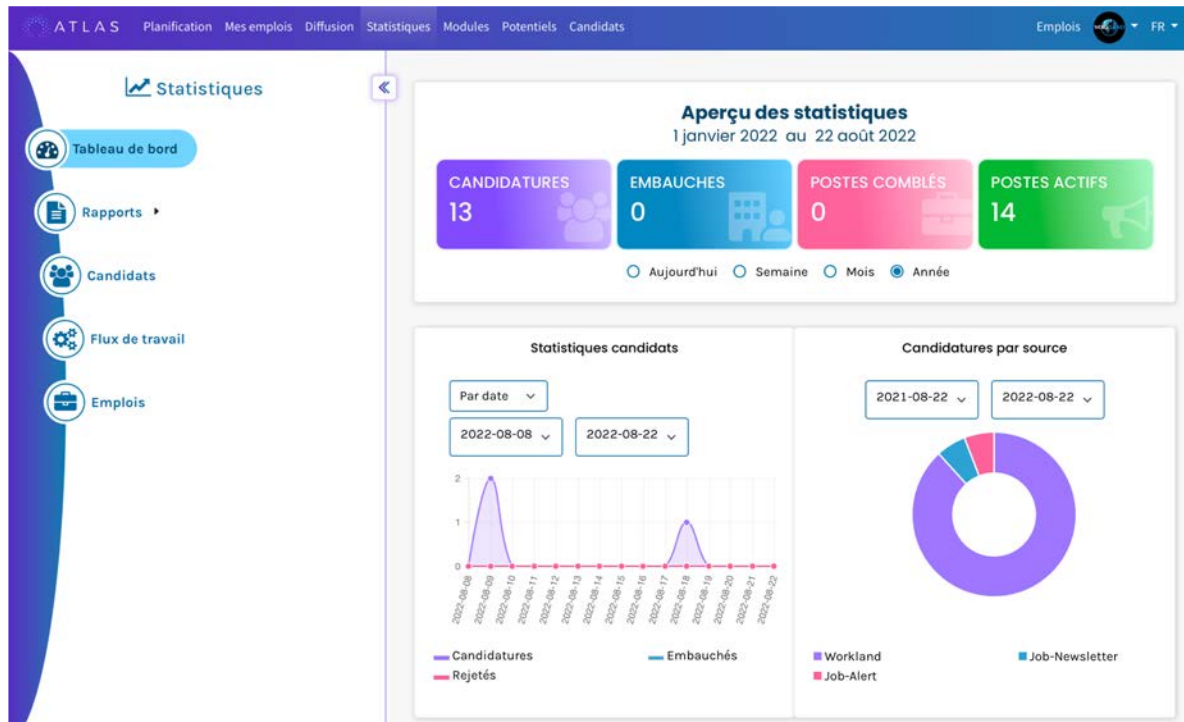 ATLAS Planification Mes emplois Diffusion Statistiques Modules Potentiels Candidats Emplois FR
Statistiques
Tableau de bord
Rapports
Candidats
Flux de travail
Emplois
Aperçu des statistiques
1 janvier 2022 au 22 août 2022
CANDIDATURES
13
EMBAUCHES
0
POSTES COMBLÉS
0
POSTES ACTIFS
14
Aujourd'hui Semaine Mois Année
Statistiques candidats
Par date
2022-08-08 2022-08-22
2
1
0
2022-08-08 2022-08-09 2022-08-10 2022-08-11 2022-08-12 2022-08-13 2022-08-14 2022-08-15 2022-08-16 2022-08-17 2022-08-18 2022-08-19 2022-08-20 2022-08-21 2022-08-22
Candidatures Embauchés
Rejetés
Candidatures par source
2021-08-22 2022-08-22
Workland Job-Newsletter
Job-Alert